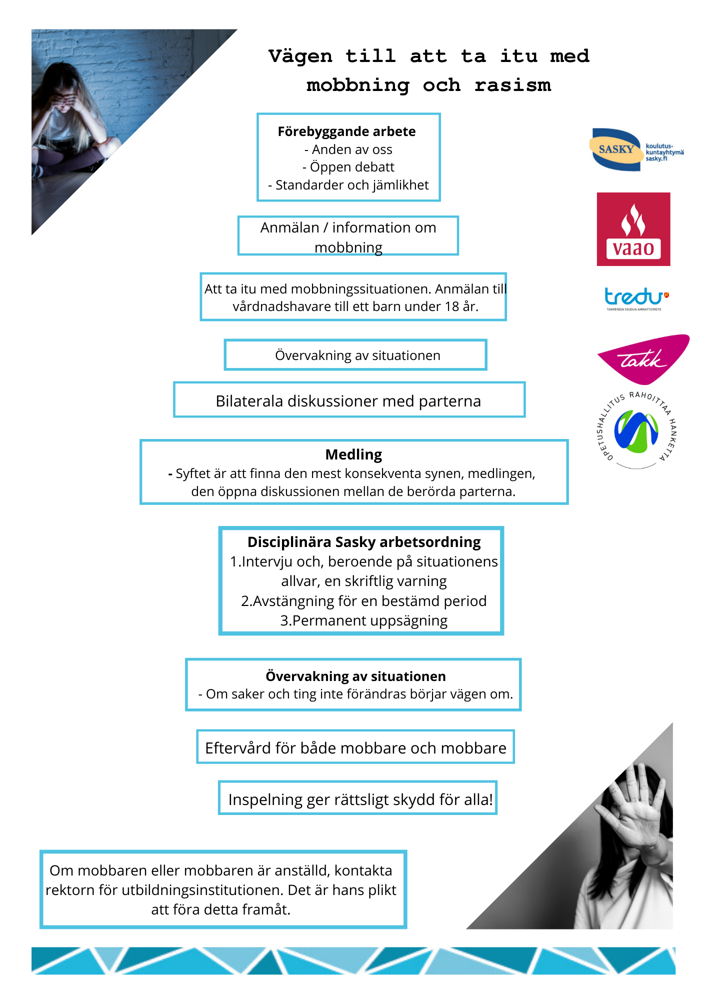 Vägen till att ta itu med
mobbning och rasism
Förebyggande arbete
- Anden av oss
- Öppen debatt
- Standarder och jämlikhet
SASKY
koulutus-
kuntayhtymä
sasky.fi
Anmälan / information om
mobbning
vaao
Att ta itu med mobbningssituationen. Anmälan till
vårdnadshavare till ett barn under 18 år.
tredu
TAMPEREEN SEUDUN AMMATTIOPISTO
Övervakning av situationen
Takk
Bilaterala diskussioner med parterna
OPETUSHALLITUS RAHOITTAA HANKETTA
Medling
- Syftet är att finna den mest konsekventa synen, medlingen,
den öppna diskussionen mellan de berörda parterna.
Disciplinära Sasky arbetsordning
1.Intervju och, beroende på situationens
allvar, en skriftlig varning
2.Avstängning för en bestämd period
3.Permanent uppsägning
Övervakning av situationen
- Om saker och ting inte förändras börjar vägen om.
Eftervård för både mobbare och mobbare
Inspelning ger rättsligt skydd för alla!
Om mobbaren eller mobbaren är anställd, kontakta
rektorn för utbildningsinstitutionen. Det är hans plikt
att föra detta framåt.